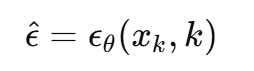 ϵ̂ = ϵ_θ(x_k, k)